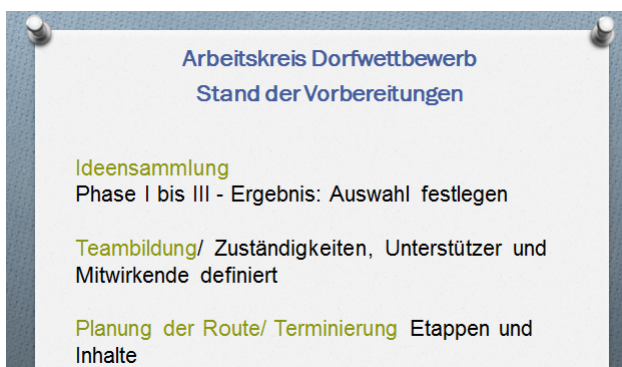 Arbeitskreis Dorfwettbewerb
Stand der Vorbereitungen
Ideensammlung
Phase I bis III - Ergebnis: Auswahl festlegen
Teambildung/ Zuständigkeiten, Unterstützer und
Mitwirkende definiert
Planung der Route/ Terminierung Etappen und
Inhalte